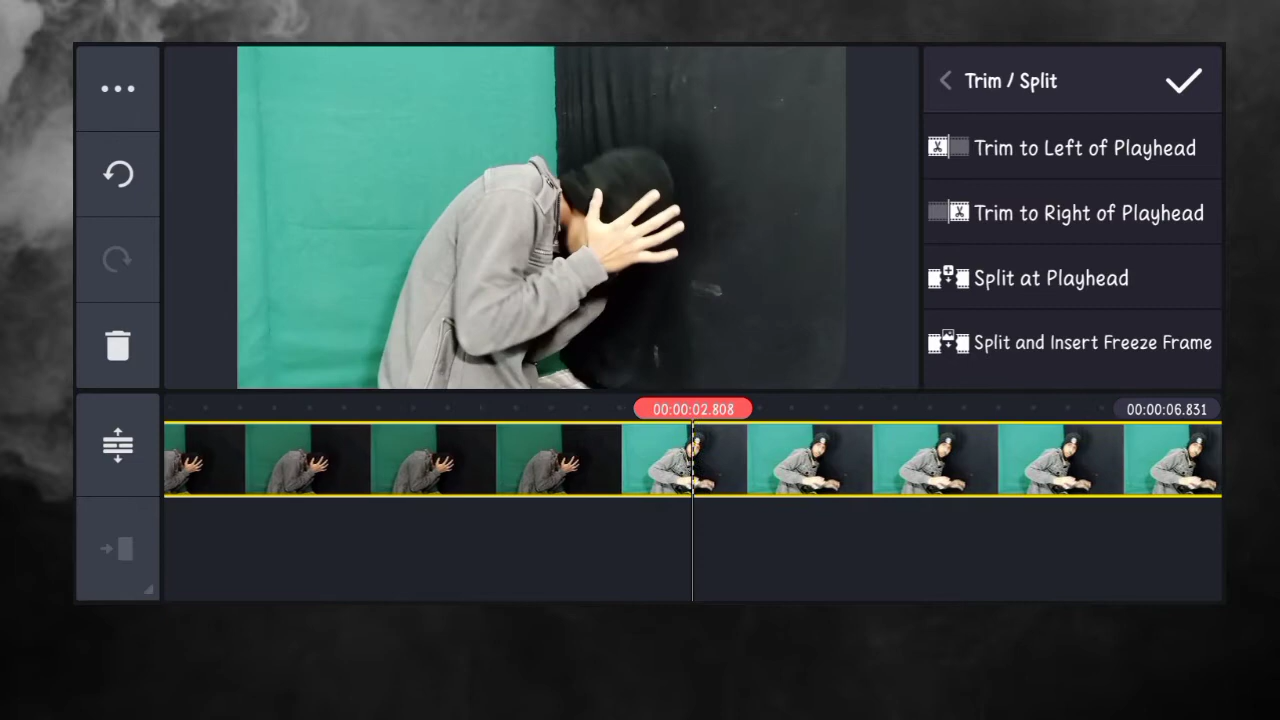 Trim / Split
Trim to Left of Playhead
Trim to Right of Playhead
Split at Playhead
Split and Insert Freeze Frame
00:00:02.808
00:00:06.831